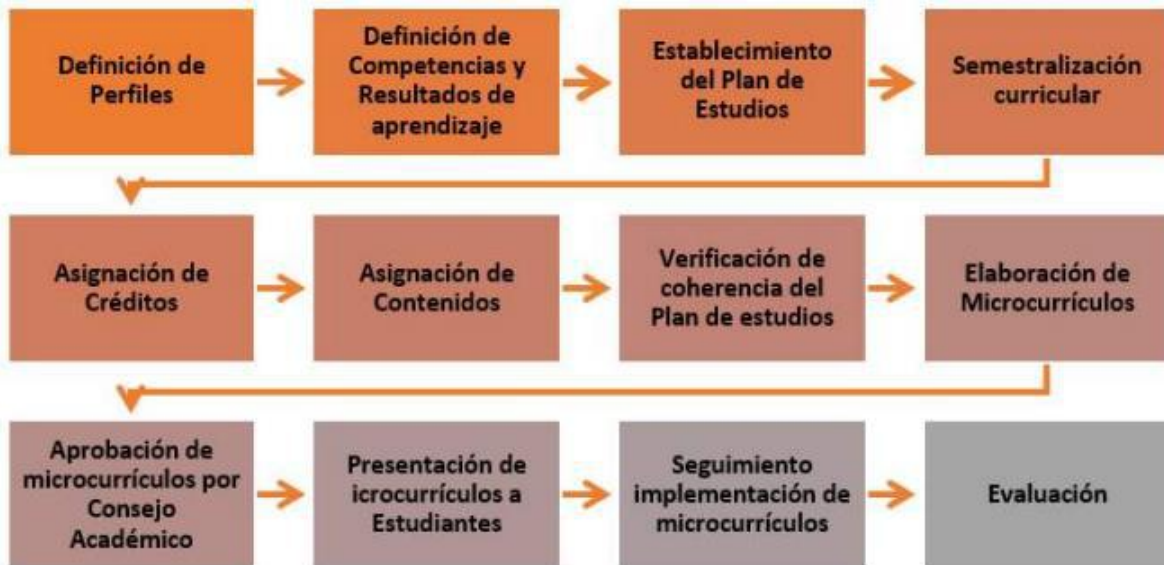 Definición de
Perfiles
Definición de
Competencias y
Resultados de
aprendizaje
Establecimiento
del Plan de
Estudios
Semestralización
curricular
Asignación de
Créditos
Asignación de
Contenidos
Verificación de
coherencia del
Plan de estudios
Elaboración de
Microcurrículos
Aprobación de
microcurrículos por
Consejo
Académico
Presentación de
icrocurrículos a
Estudiantes
Seguimiento
implementación de
microcurrículos
Evaluación